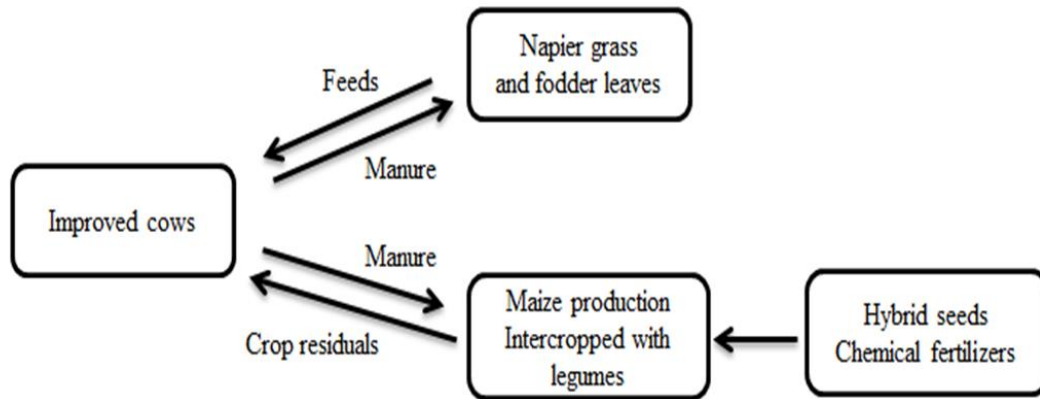 Napier grass
and fodder leaves
Feeds
Manure
Improved cows
Manure
Crop residuals
Maize production
Intercropped with
legumes
Hybrid seeds
Chemical fertilizers